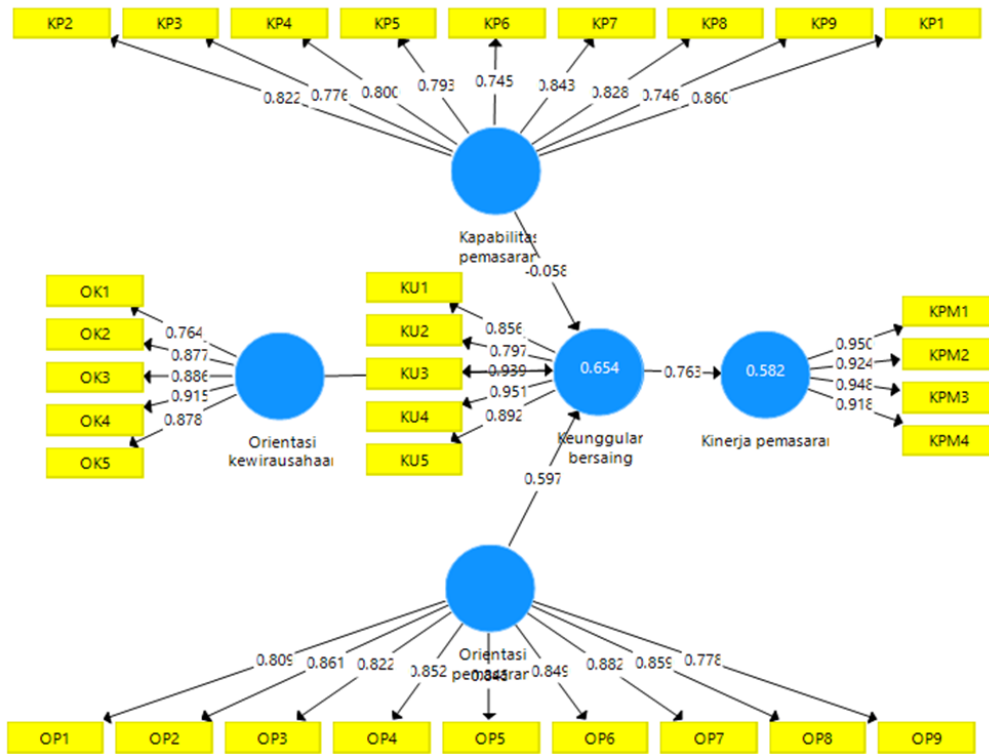 KP2 KP3 KP4 KP5 KP6 KP7 KP8 KP9 KP1
0.822 0.776 0.800 0.793 0.745 0.843 0.828 0.746 0.860
Kapabilitas
pemasaran
-0.058
OK1
OK2
OK3
OK4
OK5
0.764
0.877
0.886
0.915
0.878
Orientasi
kewirausahaan
KU1
KU2
KU3
KU4
KU5
0.856
0.797
0.939
0.951
0.892
0.654
Keunggulan
bersaing
0.763
0.582
Kinerja pemasaran
0.950
0.924
0.948
0.918
KPM1
KPM2
KPM3
KPM4
0.597
Orientasi
pemasaran
0.809 0.861 0.822 0.852 0.849 0.882 0.859 0.778
OP1 OP2 OP3 OP4 OP5 OP6 OP7 OP8 OP9